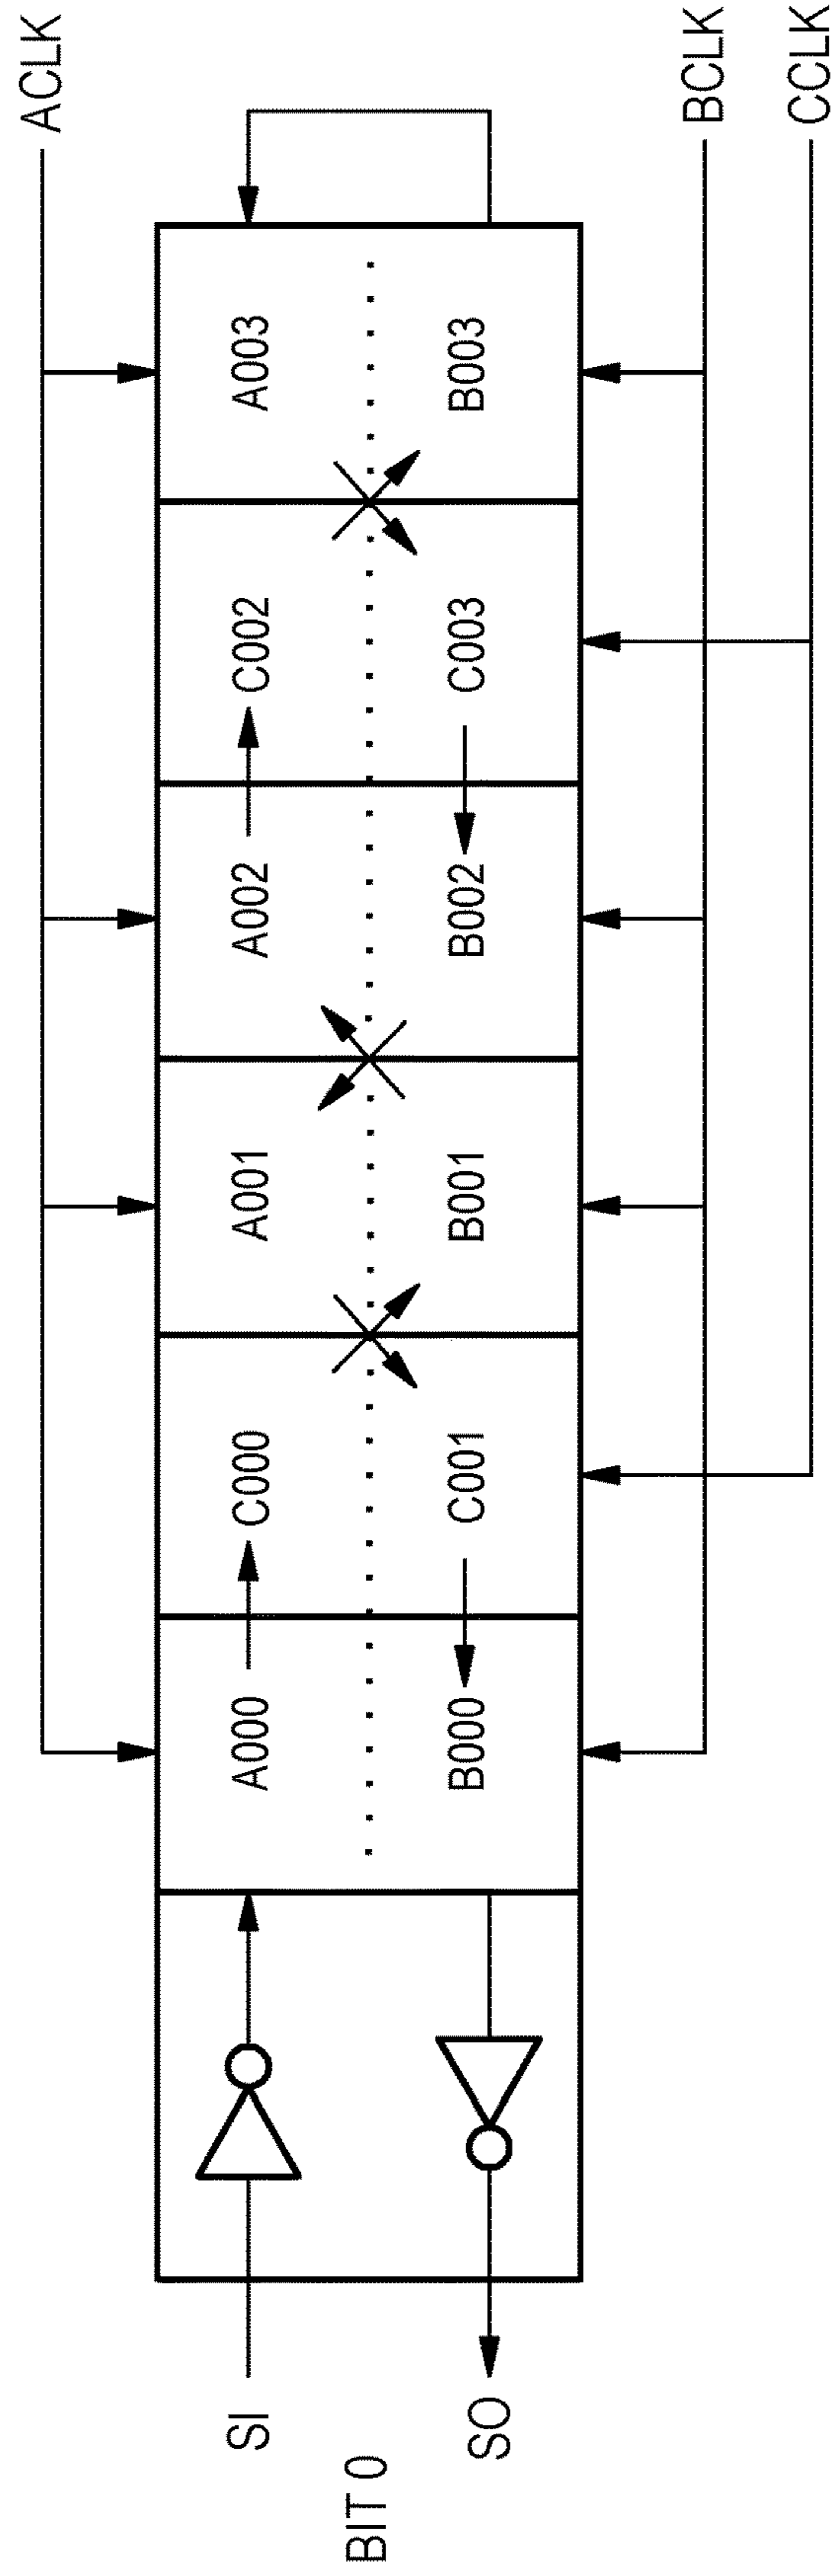 ACLK
SI
A000
C000
A001
A002
C002
A003
BIT 0
SO
B000
C001
B001
B002
C003
B003
BCLK
CCLK